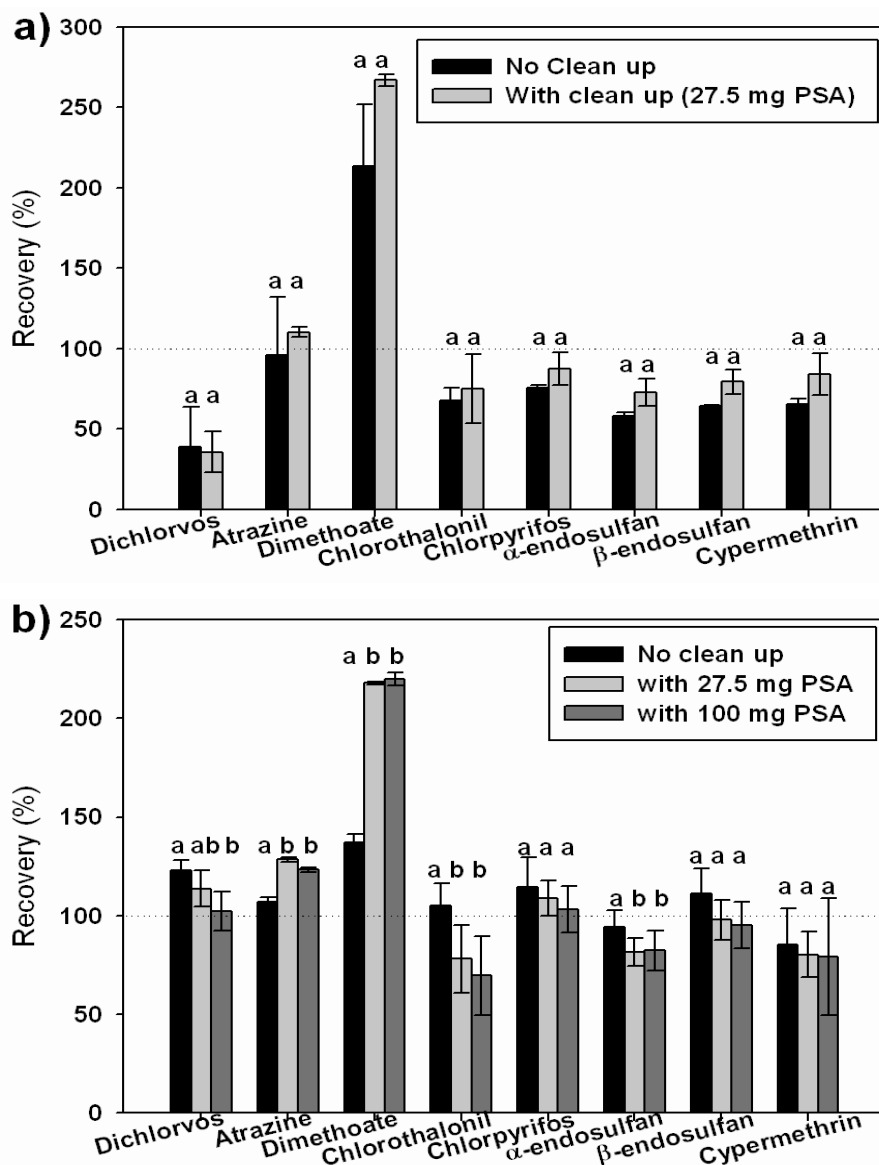 a)
300
250
200
150
100
50
0
Recovery (%)
No Clean up
With clean up (27.5 mg PSA)
a a
a a
a a
a a
a a
a a
a a
a a
Dichlorvos
Atrazine
Dimethoate
Chlorothalonil
Chlorpyrifos
α-endosulfan
β-endosulfan
Cypermethrin
b)
250
200
150
100
50
0
Recovery (%)
No clean up
with 27.5 mg PSA
with 100 mg PSA
a ab b
a b b
a b b
a b b
a a a
a b b
a a a
a a a
Dichlorvos
Atrazine
Dimethoate
Chlorothalonil
Chlorpyrifos
α-endosulfan
β-endosulfan
Cypermethrin